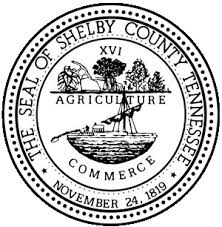 THE SEAL OF SHELBY COUNTY, TENNESSEE
XVI
AGRICULTURE
COMMERCE
NOVEMBER 24, 1819